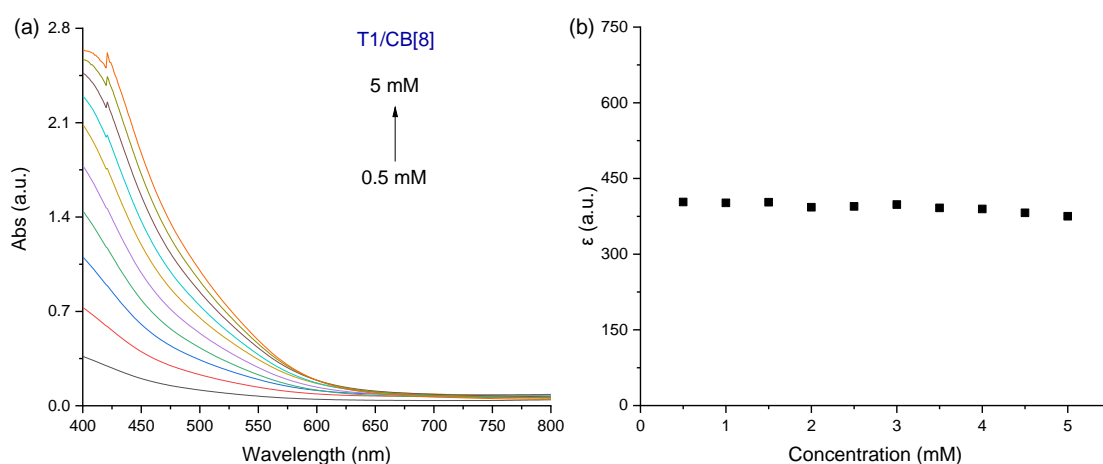 (a)
T1/CB[8]
5 mM
0.5 mM
2.8
2.1
1.4
0.7
0.0
Abs (a.u.)
400 450 500 550 600 650 700 750 800
Wavelength (nm)
(b)
750
600
450
300
150
0
ε (a.u.)
0 1 2 3 4 5
Concentration (mM)